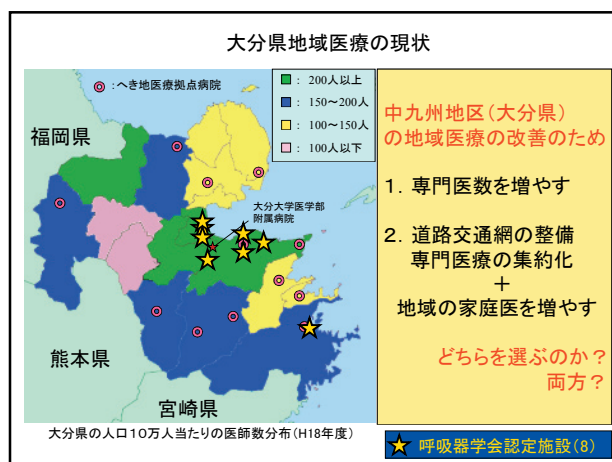 大分県地域医療の現状
◎：へき地医療拠点病院
：200人以上
：150～200人
：100～150人
：100人以下
福岡県
大分大学医学部
附属病院
熊本県
宮崎県
大分県の人口10万人当たりの医師数分布(H18年度)
中九州地区(大分県)
の地域医療の改善のため
1．専門医数を増やす
2．道路交通網の整備
専門医療の集約化
+
地域の家庭医を増やす
どちらを選ぶのか？
両方？
呼吸器学会認定施設(8)